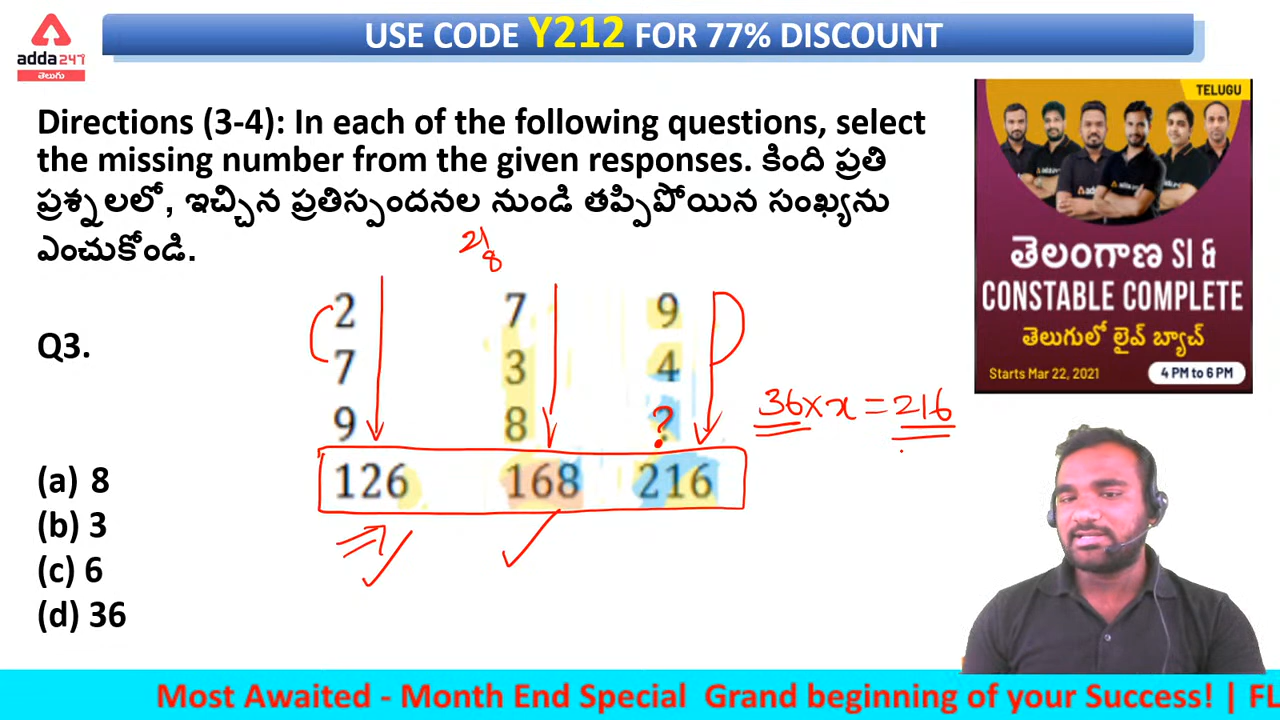 USE CODE Y212 FOR 77% DISCOUNT
adda247
తెలుగు
Directions (3-4): In each of the following questions, select
the missing number from the given responses. కింది ప్రతి
ప్రశ్నలలో, ఇచ్చిన ప్రతిస్పందనల నుండి తప్పిపోయిన సంఖ్యను
ఎంచుకోండి.
TELUGU
తెలంగాణ SI &
CONSTABLE COMPLETE
తెలుగులో లైవ్ బ్యాచ్
Starts Mar 22, 2021 4 PM to 6 PM
21
8
Q3.
2 7 9
7 3 4
9 8 ?
126 168 216
36 × x = 216
(a) 8
(b) 3
(c) 6
(d) 36
Most Awaited - Month End Special Grand beginning of your Success! | FL